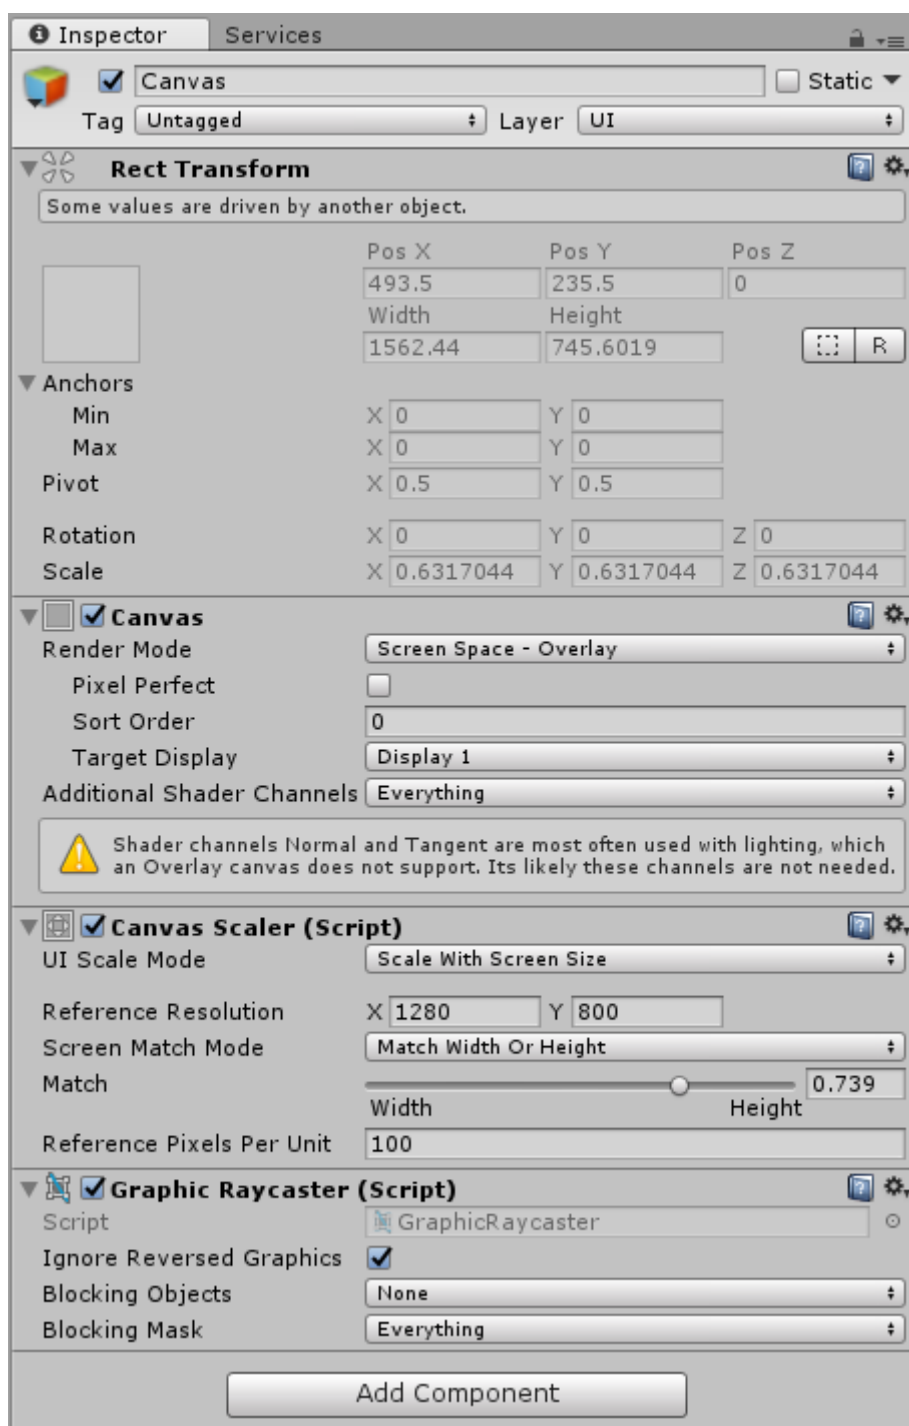 Inspector Services
Canvas Static
Tag Untagged Layer UI
Rect Transform
Some values are driven by another object.
Pos X Pos Y Pos Z
493.5 235.5 0
Width Height
1562.44 745.6019 R
Anchors
Min X 0 Y 0
Max X 0 Y 0
Pivot X 0.5 Y 0.5
Rotation X 0 Y 0 Z 0
Scale X 0.6317044 Y 0.6317044 Z 0.6317044
Canvas
Render Mode Screen Space - Overlay
Pixel Perfect
Sort Order 0
Target Display Display 1
Additional Shader Channels Everything
Shader channels Normal and Tangent are most often used with lighting, which
an Overlay canvas does not support. Its likely these channels are not needed.
Canvas Scaler (Script)
UI Scale Mode Scale With Screen Size
Reference Resolution X 1280 Y 800
Screen Match Mode Match Width Or Height
Match 0.739
Width Height
Reference Pixels Per Unit 100
Graphic Raycaster (Script)
Script GraphicRaycaster
Ignore Reversed Graphics
Blocking Objects None
Blocking Mask Everything
Add Component